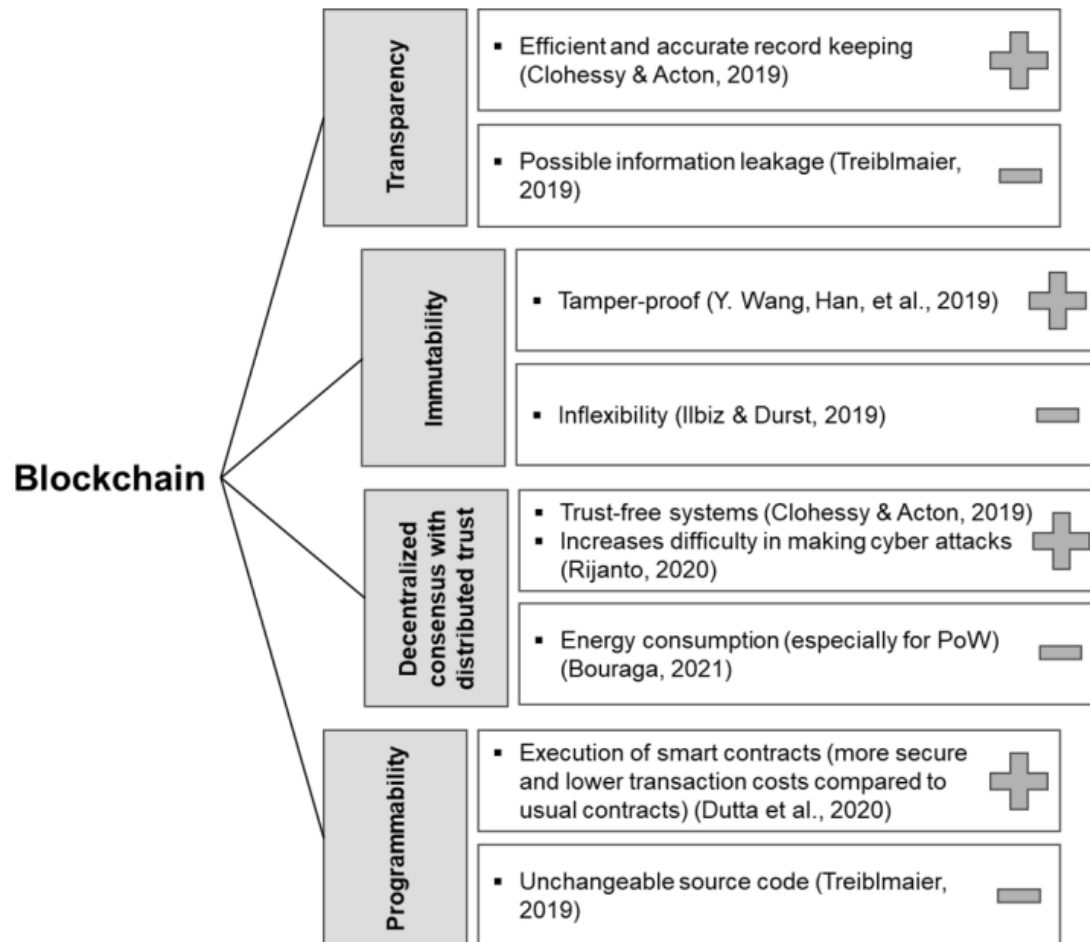 Blockchain
Transparency
▪ Efficient and accurate record keeping
(Clohessy & Acton, 2019)
▪ Possible information leakage (Treiblmaier,
2019)
Immutability
▪ Tamper-proof (Y. Wang, Han, et al., 2019)
▪ Inflexibility (Ilbiz & Durst, 2019)
Decentralized
consensus with
distributed trust
▪ Trust-free systems (Clohessy & Acton, 2019)
▪ Increases difficulty in making cyber attacks
(Rijanto, 2020)
▪ Energy consumption (especially for PoW)
(Bouraga, 2021)
Programmability
▪ Execution of smart contracts (more secure
and lower transaction costs compared to
usual contracts) (Dutta et al., 2020)
▪ Unchangeable source code (Treiblmaier,
2019)